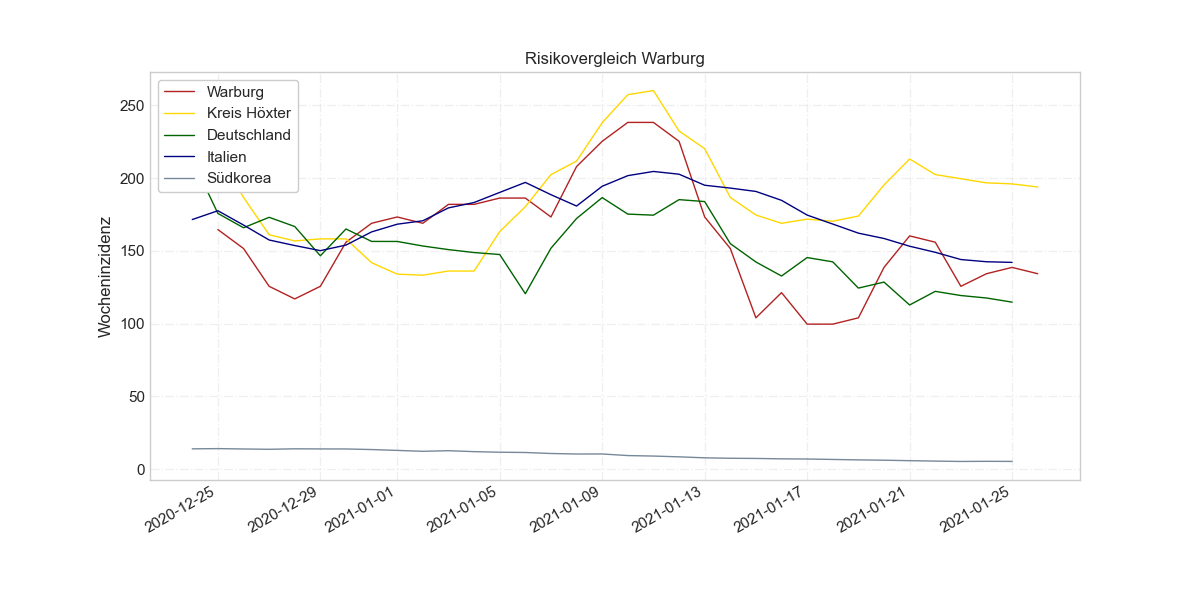 Risikovergleich Warburg
Warburg
Kreis Höxter
Deutschland
Italien
Südkorea
Wocheninzidenz
250
200
150
100
50
0
2020-12-25
2020-12-29
2021-01-01
2021-01-05
2021-01-09
2021-01-13
2021-01-17
2021-01-21
2021-01-25